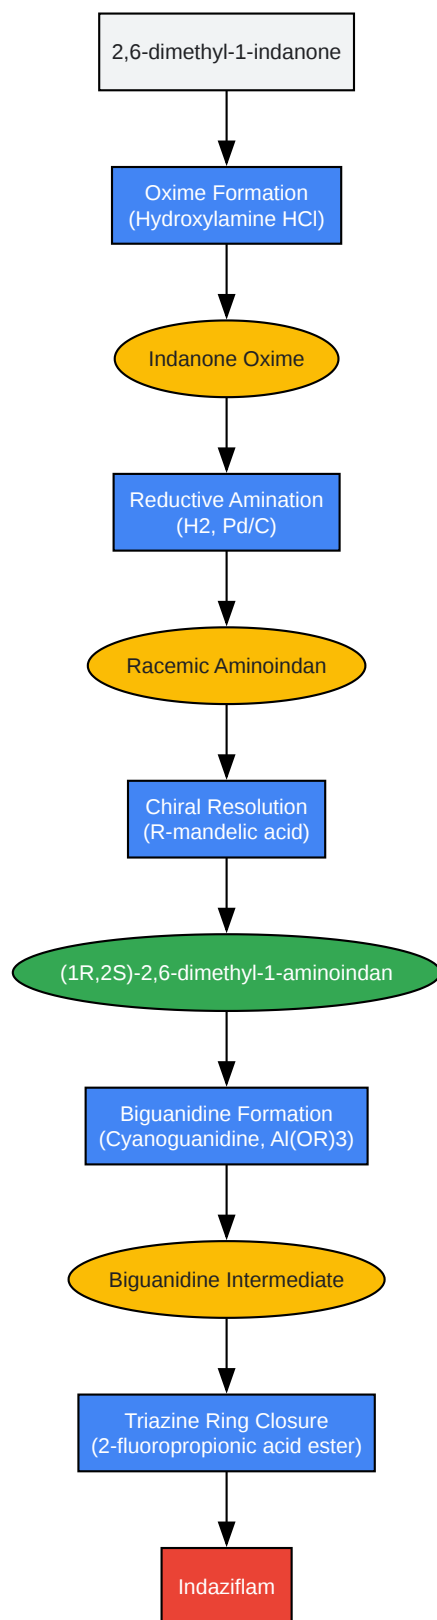 2,6-dimethyl-1-indanone
Oxime Formation
(Hydroxylamine HCl)
Indanone Oxime
Reductive Amination
(H2, Pd/C)
Racemic Aminoindan
Chiral Resolution
(R-mandelic acid)
(1R,2S)-2,6-dimethyl-1-aminoindan
Biguanidine Formation
(Cyanoguanidine, Al(OR)3)
Biguanidine Intermediate
Triazine Ring Closure
(2-fluoropropionic acid ester)
Indaziflam